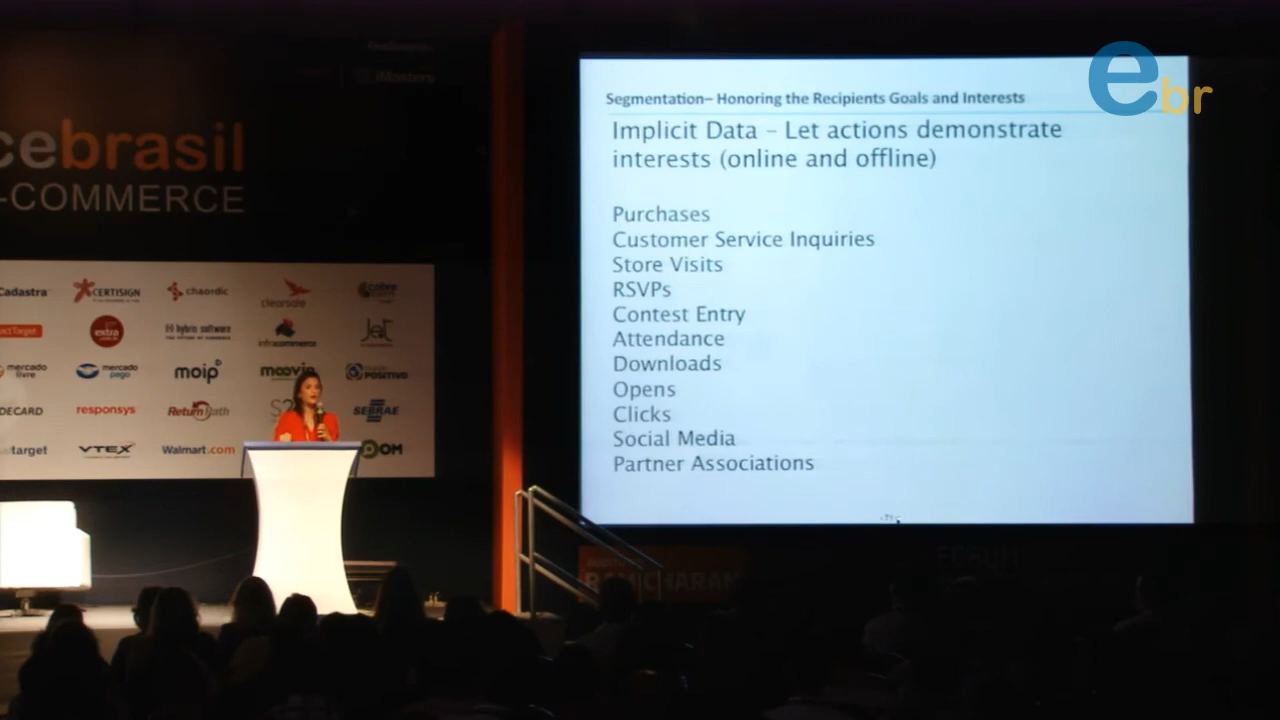 iMasters
cebrasil
-COMMERCE
Cadastra
CERTISIGN
chaordic
clearsale
extra
hybris software
infracommerce
Jet
mercado livre
mercado pago
moip
moovin
POSITIVO
DECARD
responsys
ReturnPath
SEBRAE
target
VTEX
Walmart.com
OM
ebr
Segmentation– Honoring the Recipients Goals and Interests
Implicit Data – Let actions demonstrate
interests (online and offline)
Purchases
Customer Service Inquiries
Store Visits
RSVPs
Contest Entry
Attendance
Downloads
Opens
Clicks
Social Media
Partner Associations